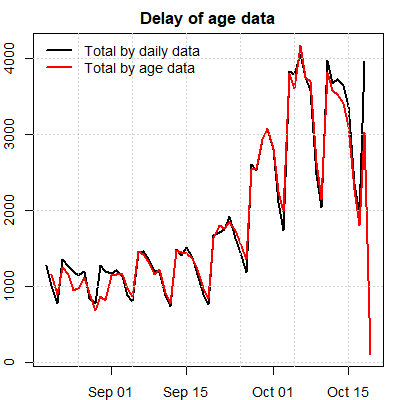 Delay of age data
Total by daily data
Total by age data
4000
3000
2000
1000
0
Sep 01 Sep 15 Oct 01 Oct 15